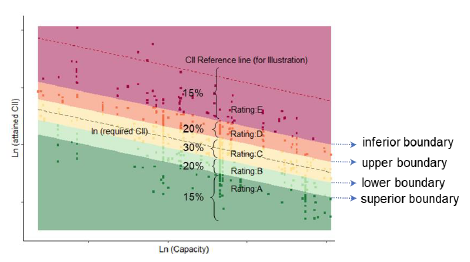 Ln (attained CII)
CII Reference line (for Illustration)
15%
Rating:E
20%
Rating:D
ln (required CII)
30%
Rating:C
20%
Rating:B
15%
Rating:A
inferior boundary
upper boundary
lower boundary
superior boundary
Ln (Capacity)